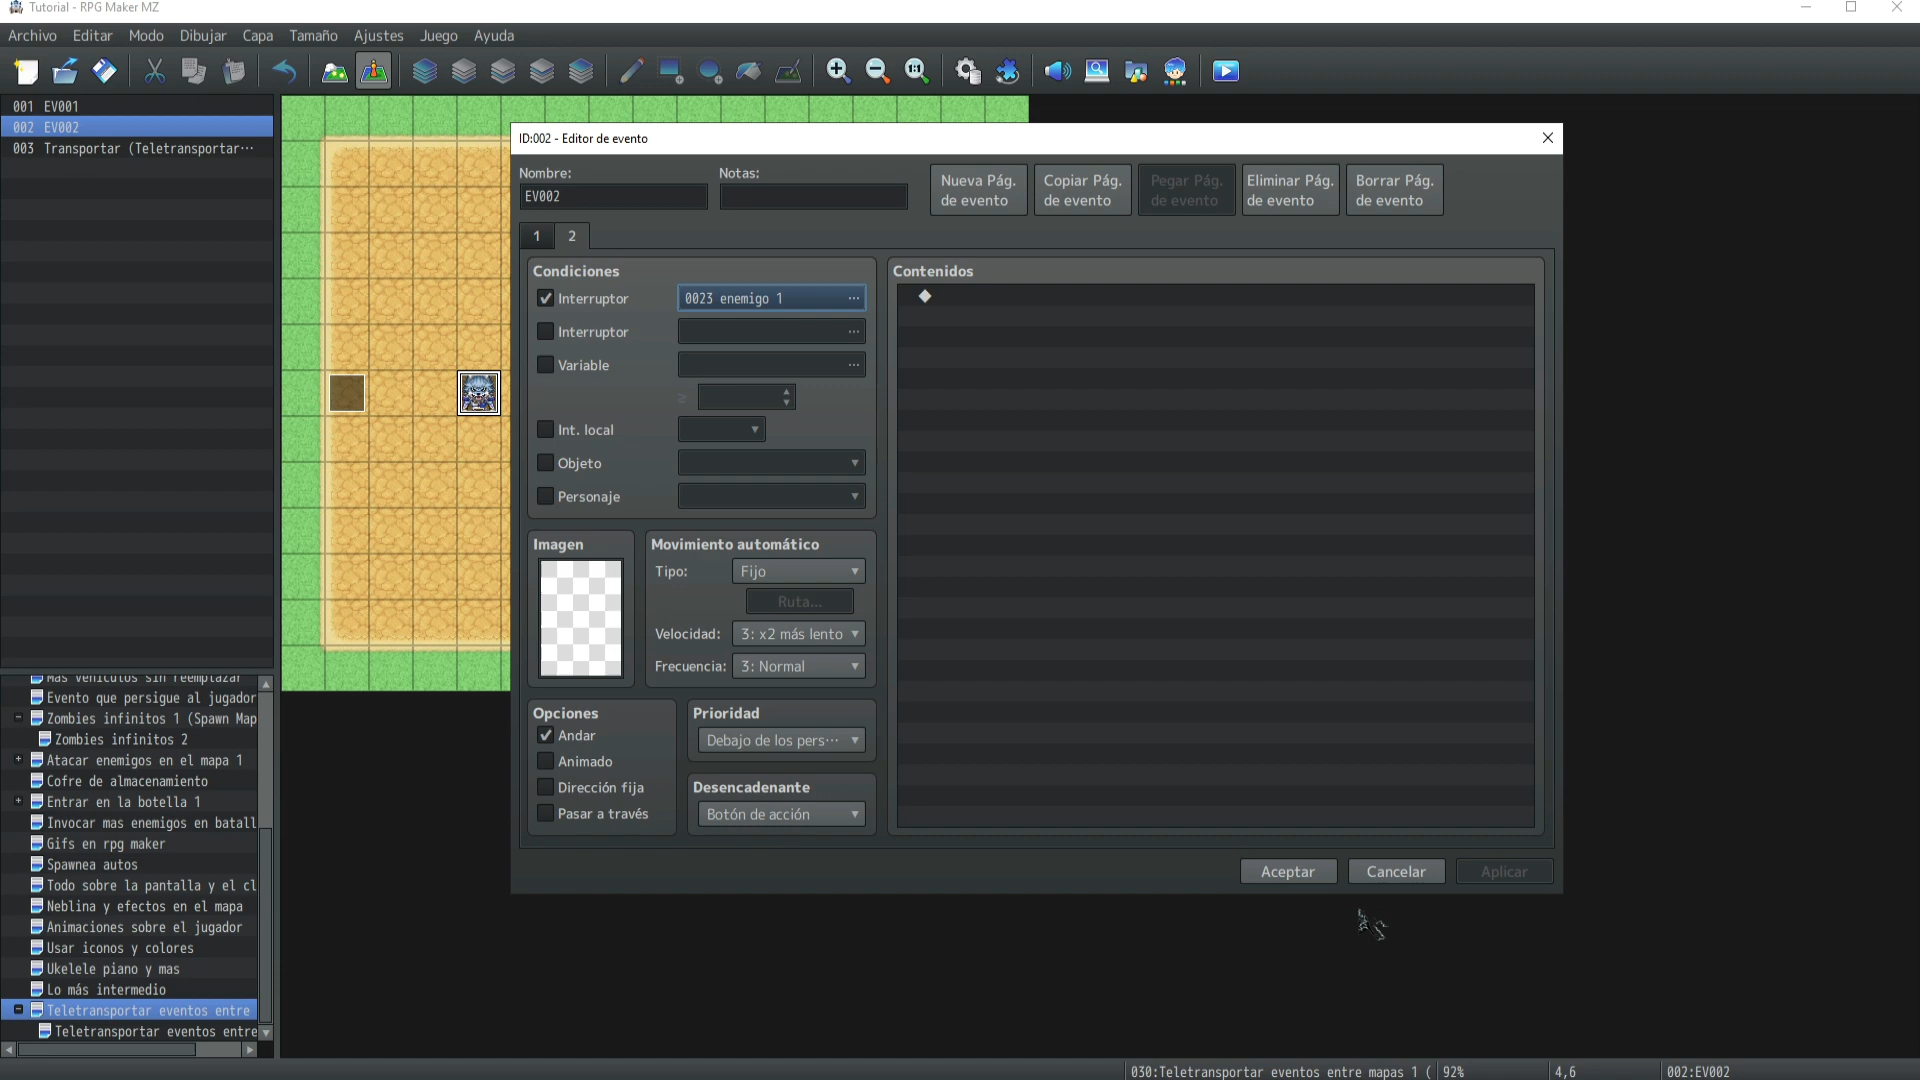 Tutorial - RPG Maker MZ
Archivo Editar Modo Dibujar Capa Tamaño Ajustes Juego Ayuda
001 EV001
002 EV002
003 Transportar (Teletransportar···
ID:002 - Editor de evento
Nombre:
EV002
Notas:
Nueva Pág. de evento
Copiar Pág. de evento
Pegar Pág. de evento
Eliminar Pág. de evento
Borrar Pág. de evento
1 2
Condiciones
Interruptor 0023 enemigo 1 ...
Interruptor ...
Variable ...
≥
Int. local
Objeto
Personaje
Imagen
Movimiento automático
Tipo: Fijo
Ruta...
Velocidad: 3: x2 más lento
Frecuencia: 3: Normal
Opciones
Andar
Animado
Dirección fija
Pasar a través
Prioridad
Debajo de los pers···
Desencadenante
Botón de acción
Contenidos
Aceptar Cancelar Aplicar
Mas vehiculos sin reemplazar
Evento que persigue al jugador
Zombies infinitos 1 (Spawn Map
Zombies infinitos 2
Atacar enemigos en el mapa 1
Cofre de almacenamiento
Entrar en la botella 1
Invocar mas enemigos en batall
Gifs en rpg maker
Spawnea autos
Todo sobre la pantalla y el cl
Neblina y efectos en el mapa
Animaciones sobre el jugador
Usar iconos y colores
Ukelele piano y mas
Lo más intermedio
Teletransportar eventos entre
Teletransportar eventos entre
030:Teletransportar eventos entre mapas 1 ( 92% 4,6 002:EV002